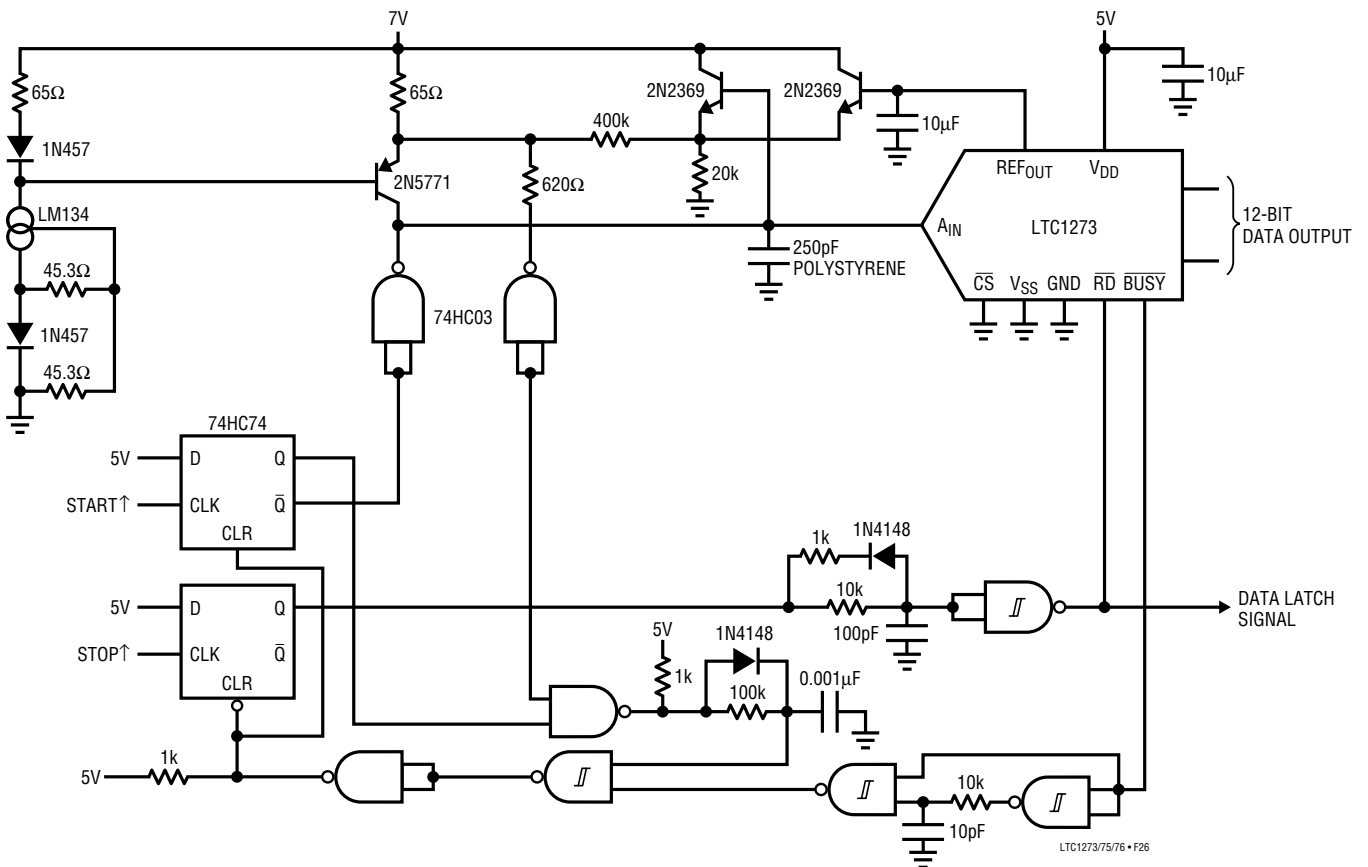 7V
5V
65Ω
65Ω
2N2369
2N2369
10µF
1N457
400k
10µF
REFOUT
VDD
2N5771
620Ω
20k
LM134
AIN
LTC1273
12-BIT
DATA OUTPUT
45.3Ω
250pF
POLYSTYRENE
CS
VSS
GND
RD
BUSY
1N457
74HC03
45.3Ω
74HC74
5V
D
Q
START↑
CLK
Q
CLR
1N4148
1k
5V
D
Q
10k
DATA LATCH
SIGNAL
100pF
5V
1N4148
STOP↑
CLK
Q
1k
0.001µF
CLR
100k
1k
5V
10k
10pF
LTC1273/75/76 • F26